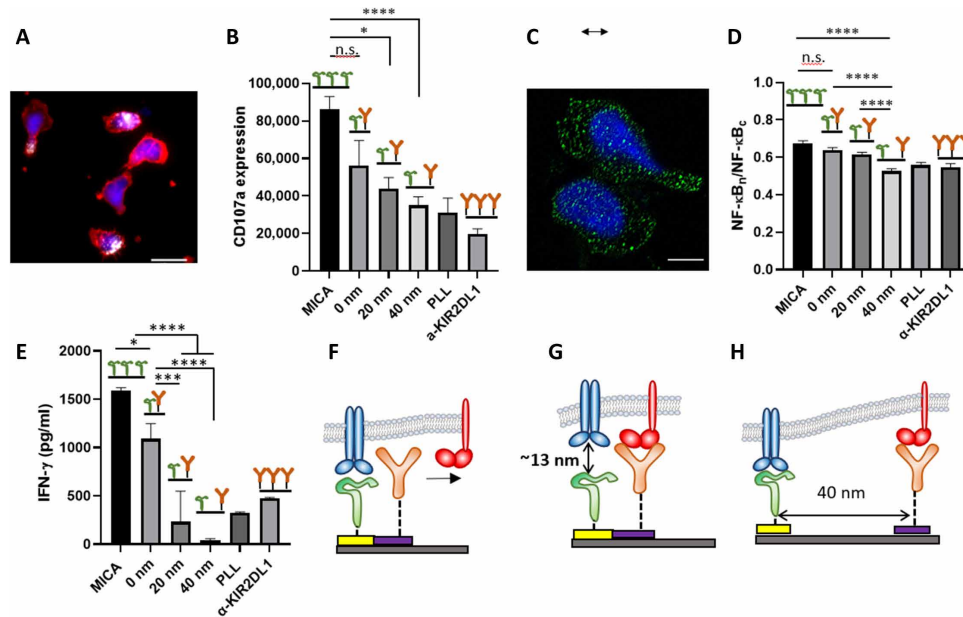 A
B
****
*
n.s.
100,000
80,000
60,000
40,000
20,000
0
CD107a expression
MICA
0 nm
20 nm
40 nm
PLL
a-KIR2DL1
C
D
****
n.s.
****
****
1.0
0.8
0.6
0.4
0.2
0.0
NF-κBn/NF-κBc
MICA
0 nm
20 nm
40 nm
PLL
α-KIR2DL1
E
****
*
****
***
2000
1500
1000
500
0
IFN-γ (pg/ml)
MICA
0 nm
20 nm
40 nm
PLL
α-KIR2DL1
F
G
~13 nm
H
40 nm